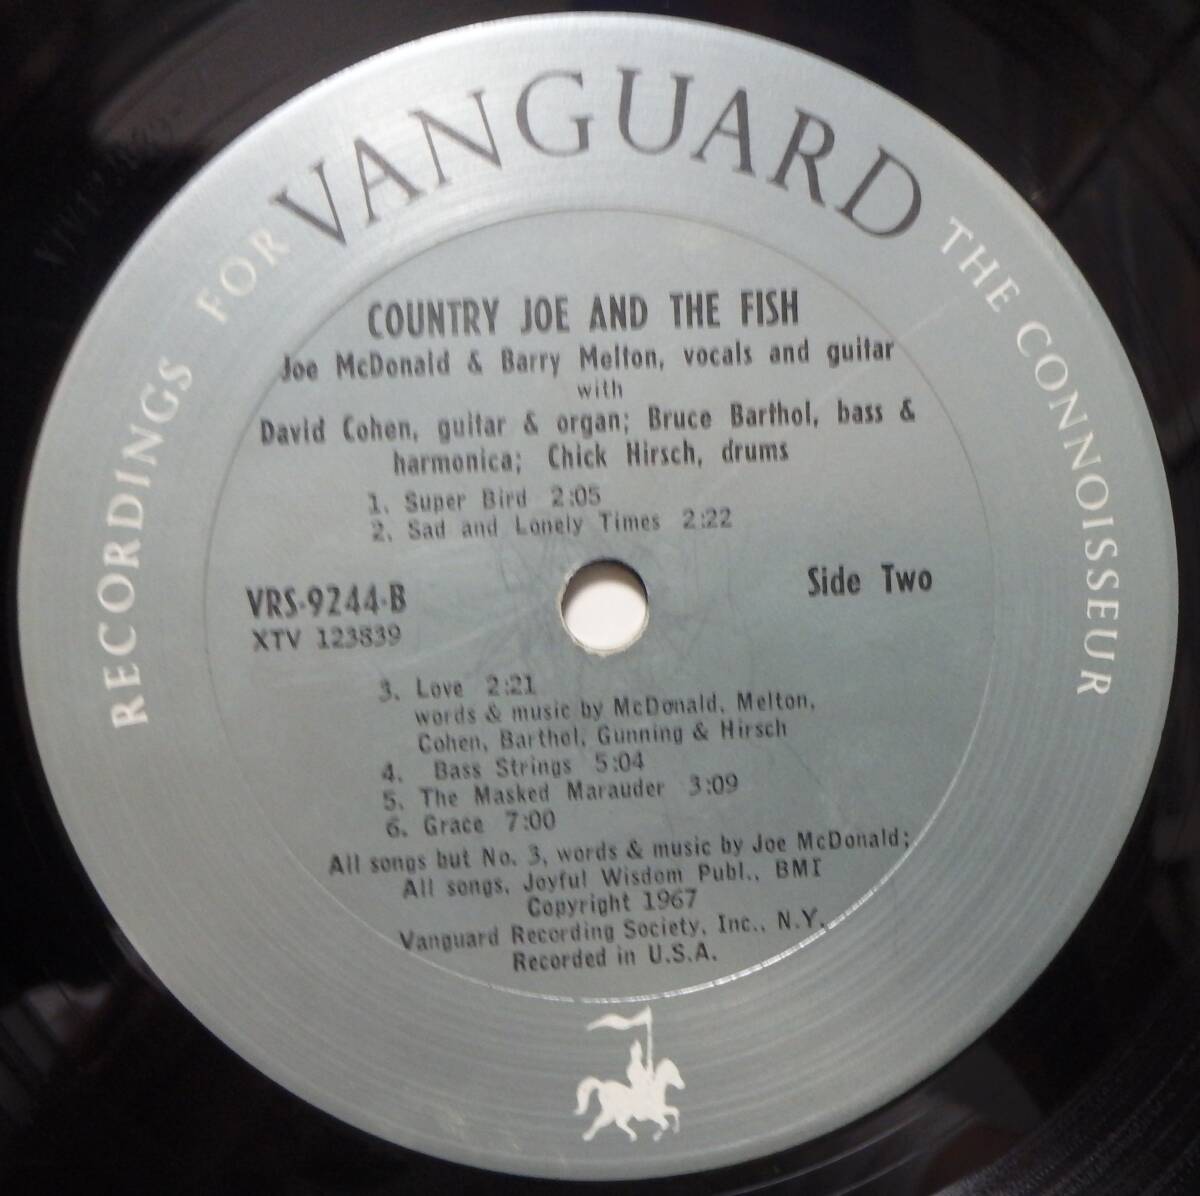 RECORDINGS FOR VANGUARD THE CONNOISSEUR
COUNTRY JOE AND THE FISH
Joe McDonald & Barry Melton, vocals and guitar
with
David Cohen, guitar & organ; Bruce Barthol, bass &
harmonica; Chick Hirsch, drums
1. Super Bird 2:05
2. Sad and Lonely Times 2:22
VRS-9244-B
XTV 123839
Side Two
3. Love 2:21
words & music by McDonald, Melton,
Cohen, Barthol, Gunning & Hirsch
4. Bass Strings 5:04
5. The Masked Marauder 3:09
6. Grace 7:00
All songs but No. 3, words & music by Joe McDonald;
All songs, Joyful Wisdom Publ., BMI
Copyright 1967
Vanguard Recording Society, Inc., N.Y.
Recorded in U.S.A.